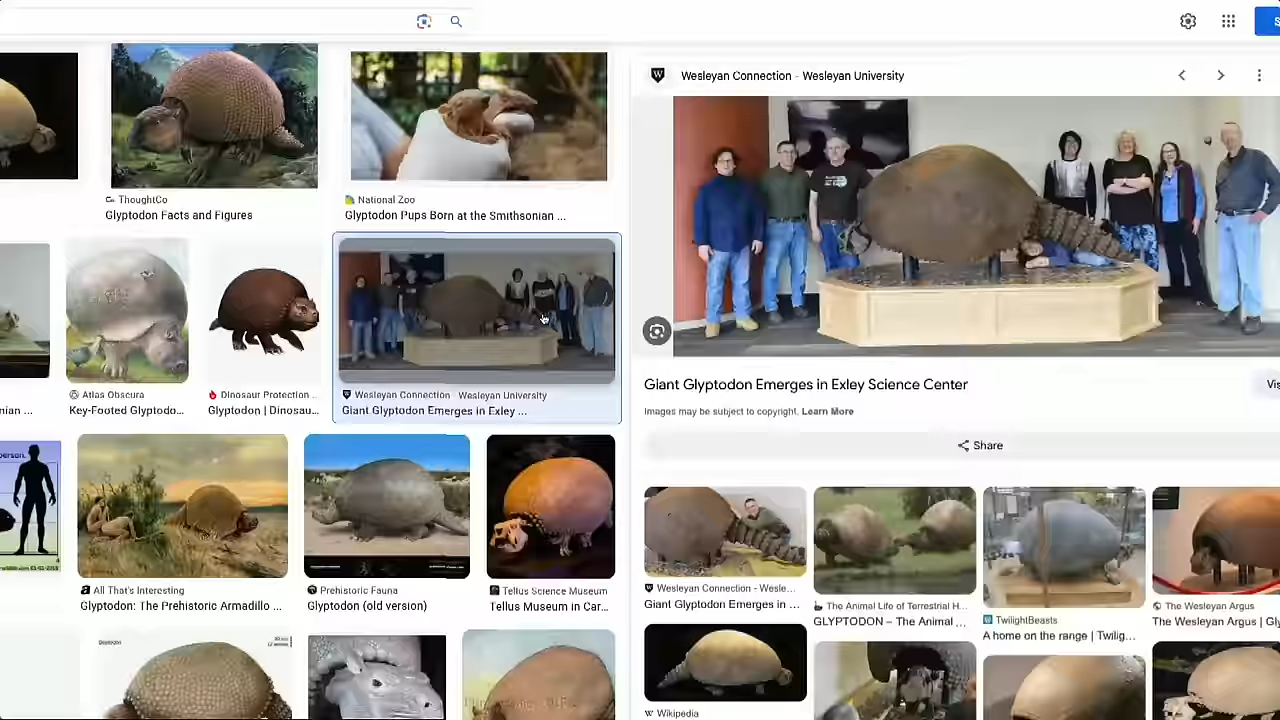 Wesleyan Connection - Wesleyan University
ThoughtCo
Glyptodon Facts and Figures
National Zoo
Glyptodon Pups Born at the Smithsonian ...
nian ...
Atlas Obscura
Key-Footed Glyptodo...
Dinosaur Protection ..
Glyptodon | Dinosau...
Wesleyan Connection - Wesleyan University
Giant Glyptodon Emerges in Exley ...
Giant Glyptodon Emerges in Exley Science Center
Vis
Images may be subject to copyright. Learn More
Share
person.
All That's Interesting
Glyptodon: The Prehistoric Armadillo ...
Prehistoric Fauna
Glyptodon (old version)
Tellus Science Museum
Tellus Museum in Car...
Wesleyan Connection - Wesle...
Giant Glyptodon Emerges in ...
The Animal Life of Terrestrial H...
GLYPTODON – The Animal ...
TwilightBeasts
A home on the range | Twilig...
The Wesleyan Argus
The Wesleyan Argus | Gly
Glyptodon
Wikipedia